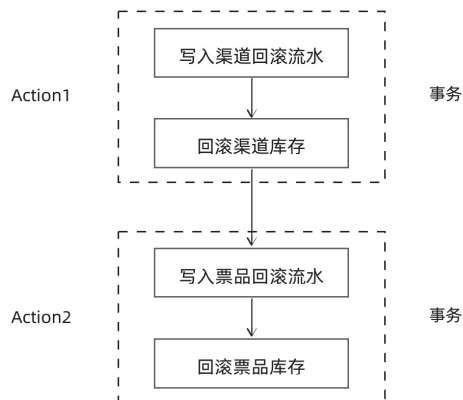 写入渠道回滚流水
Action1
事务
回滚渠道库存
写入票品回滚流水
Action2
事务
回滚票品库存